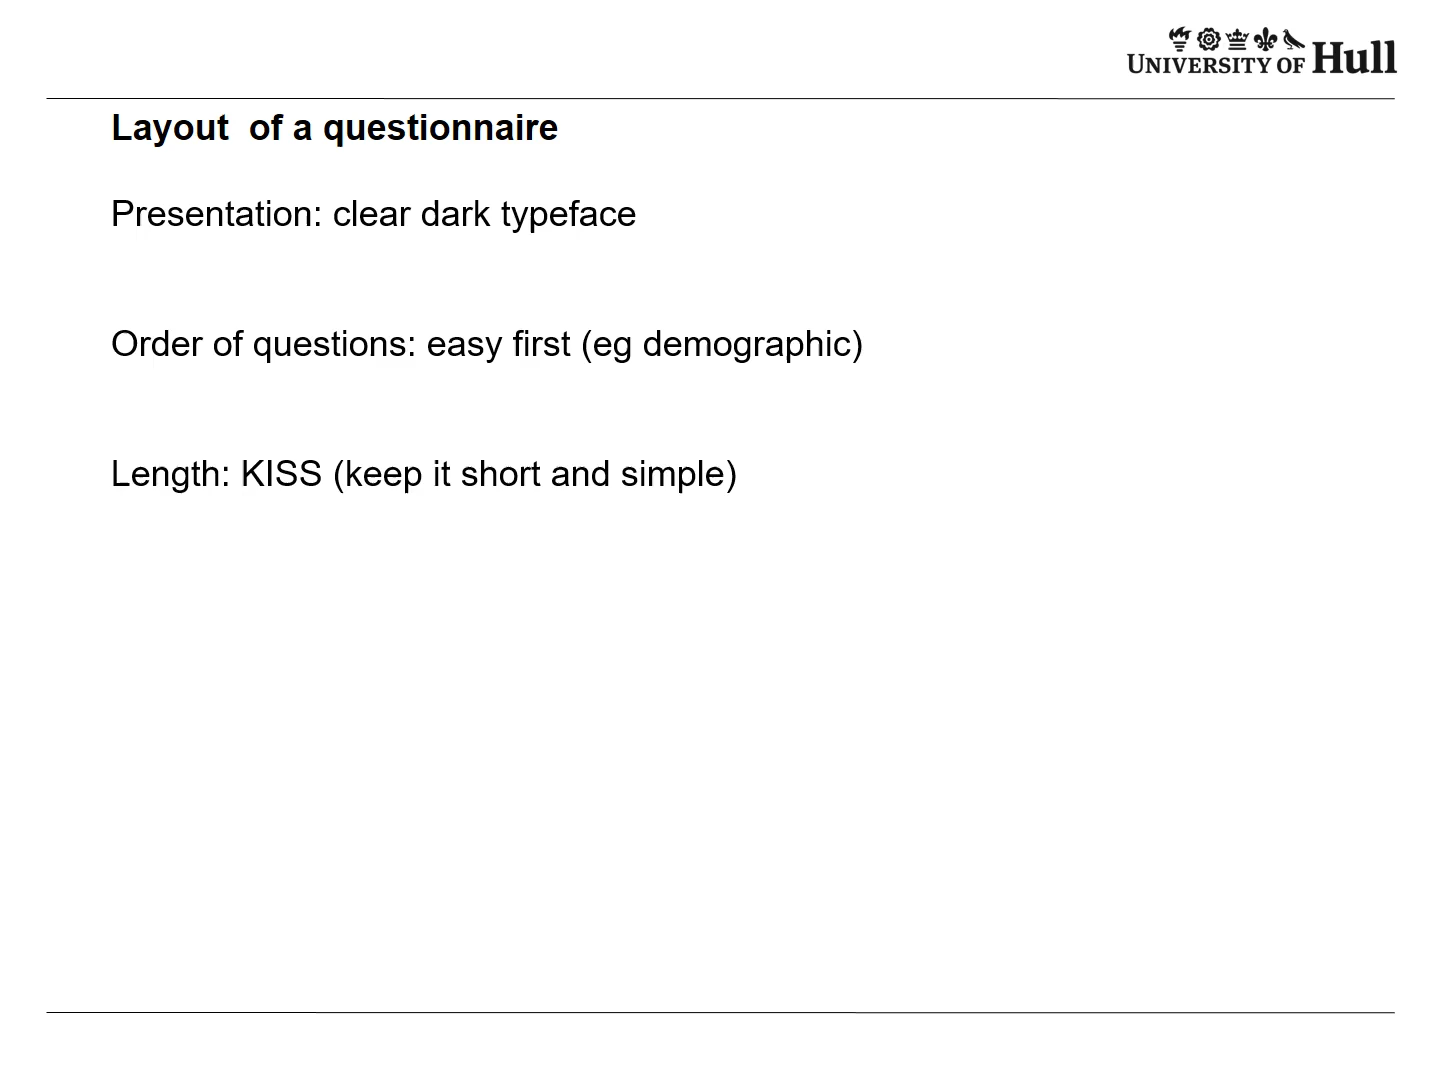 UNIVERSITY OF Hull
Layout  of a questionnaire
Presentation: clear dark typeface
Order of questions: easy first (eg demographic)
Length: KISS (keep it short and simple)